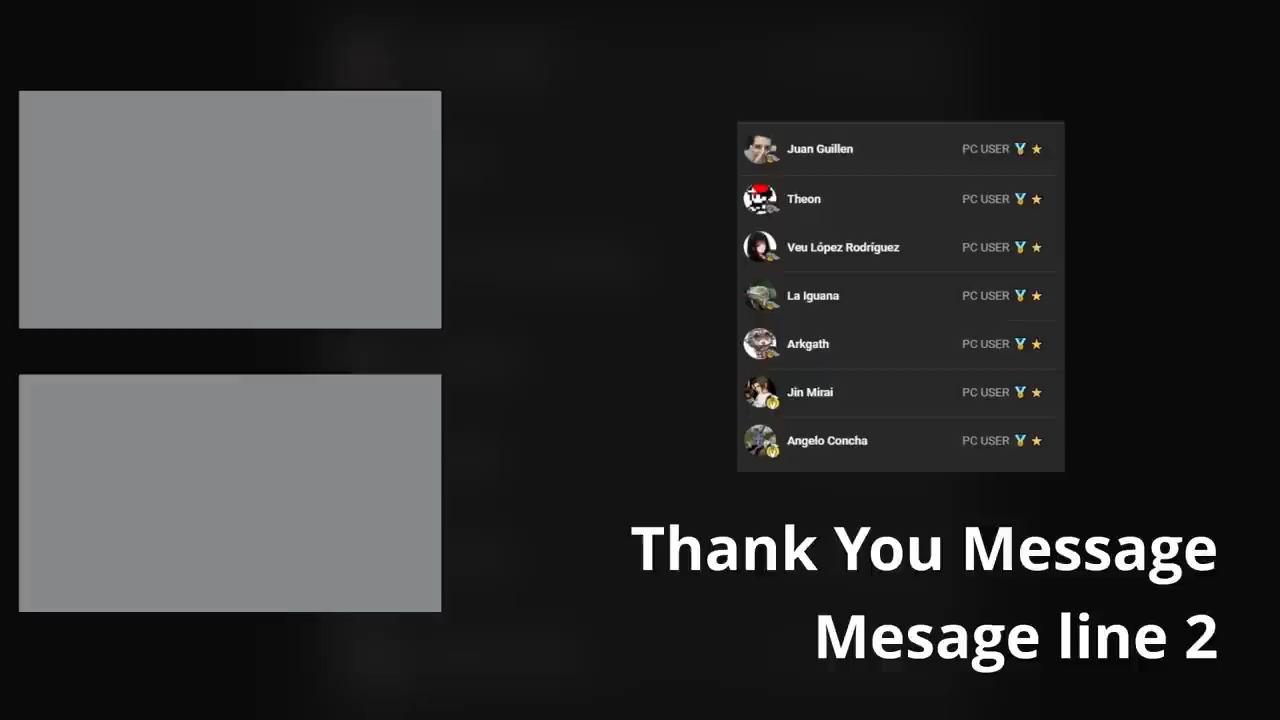 Juan Guillen PC USER 🏅 ⭐
Theon PC USER 🏅 ⭐
Veu López Rodríguez PC USER 🏅 ⭐
La Iguana PC USER 🏅 ⭐
Arkgath PC USER 🏅 ⭐
Jin Mirai PC USER 🏅 ⭐
Angelo Concha PC USER 🏅 ⭐
Thank You Message
Mesage line 2